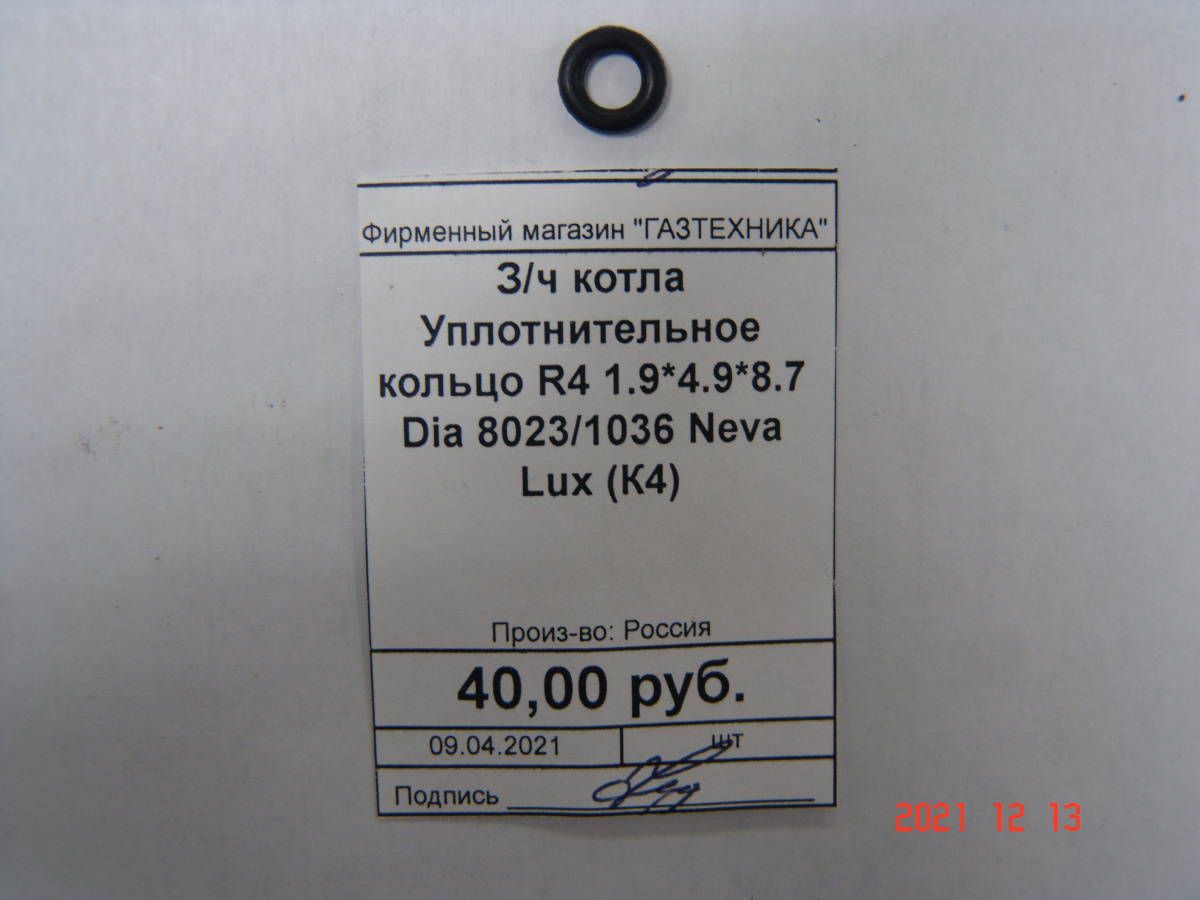 Фирменный магазин "ГАЗТЕХНИКА"
З/ч котла
Уплотнительное
кольцо R4 1.9*4.9*8.7
Dia 8023/1036 Neva
Lux (К4)
Произ-во: Россия
40,00 руб.
09.04.2021 шт
Подпись
2021 12 13